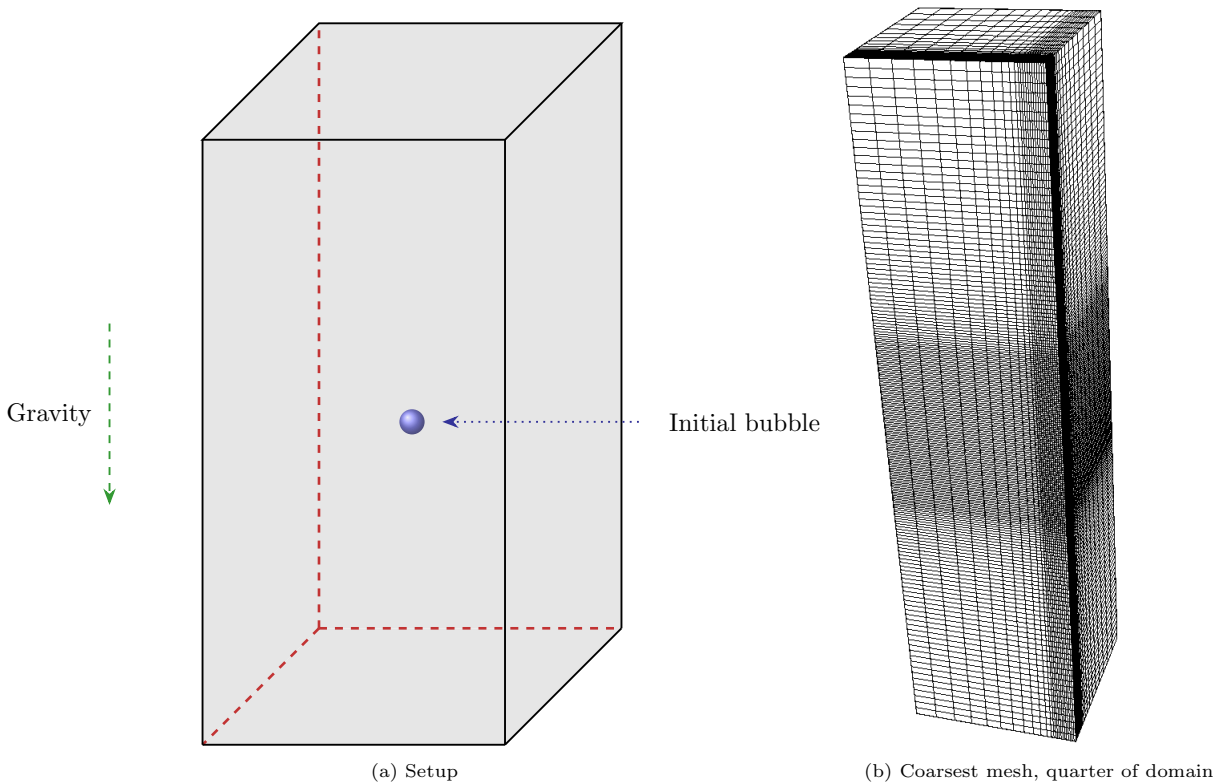 Gravity
Initial bubble
(a) Setup
(b) Coarsest mesh, quarter of domain